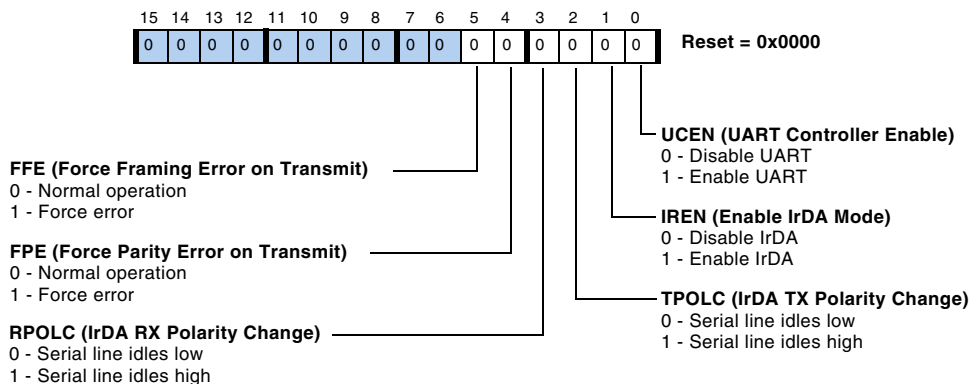 15 14 13 12 11 10 9 8 7 6 5 4 3 2 1 0
0 0 0 0 0 0 0 0 0 0 0 0 0 0 0 0
Reset = 0x0000
FFE (Force Framing Error on Transmit)
0 - Normal operation
1 - Force error
FPE (Force Parity Error on Transmit)
0 - Normal operation
1 - Force error
RPOLC (IrDA RX Polarity Change)
0 - Serial line idles low
1 - Serial line idles high
UCEN (UART Controller Enable)
0 - Disable UART
1 - Enable UART
IREN (Enable IrDA Mode)
0 - Disable IrDA
1 - Enable IrDA
TPOLC (IrDA TX Polarity Change)
0 - Serial line idles low
1 - Serial line idles high